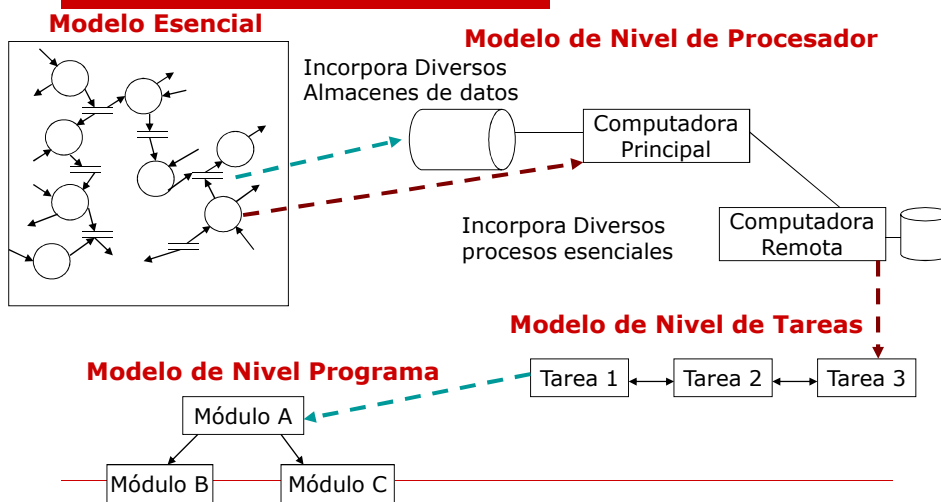 Modelo Esencial
Modelo de Nivel de Procesador
Incorpora Diversos
Almacenes de datos
Computadora
Principal
Incorpora Diversos
procesos esenciales
Computadora
Remota
Modelo de Nivel de Tareas
Modelo de Nivel Programa
Tarea 1
Tarea 2
Tarea 3
Módulo A
Módulo B
Módulo C